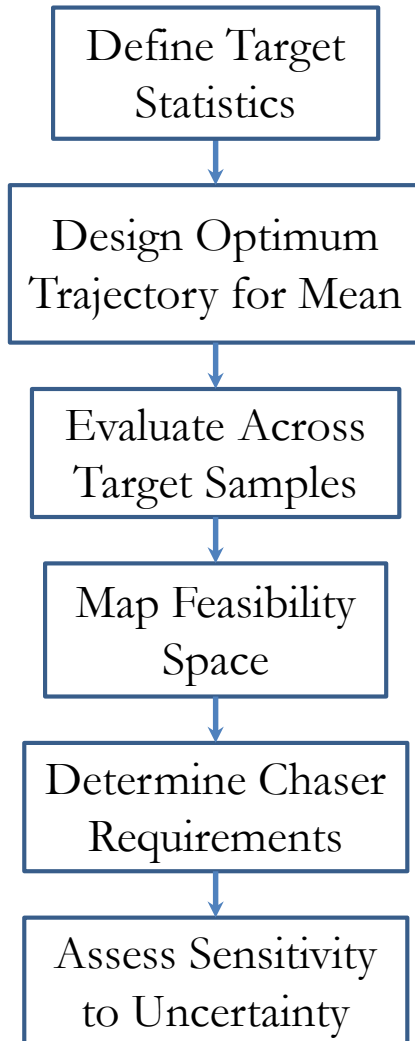 Define Target
Statistics
Design Optimum
Trajectory for Mean
Evaluate Across
Target Samples
Map Feasibility
Space
Determine Chaser
Requirements
Assess Sensitivity
to Uncertainty